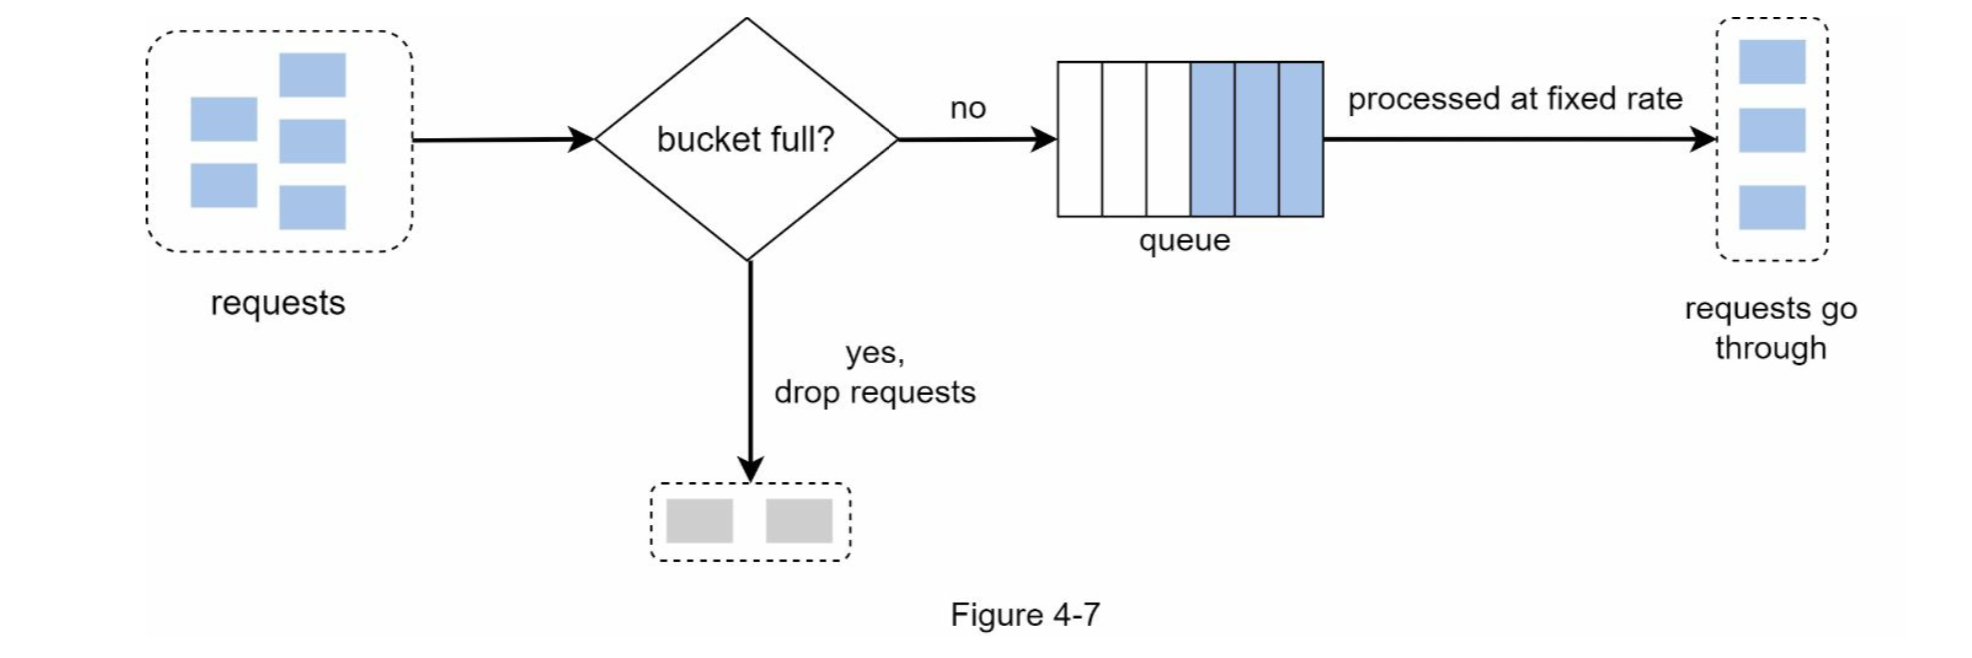 requests
bucket full?
no
yes,
drop requests
queue
processed at fixed rate
requests go
through
Figure 4-7